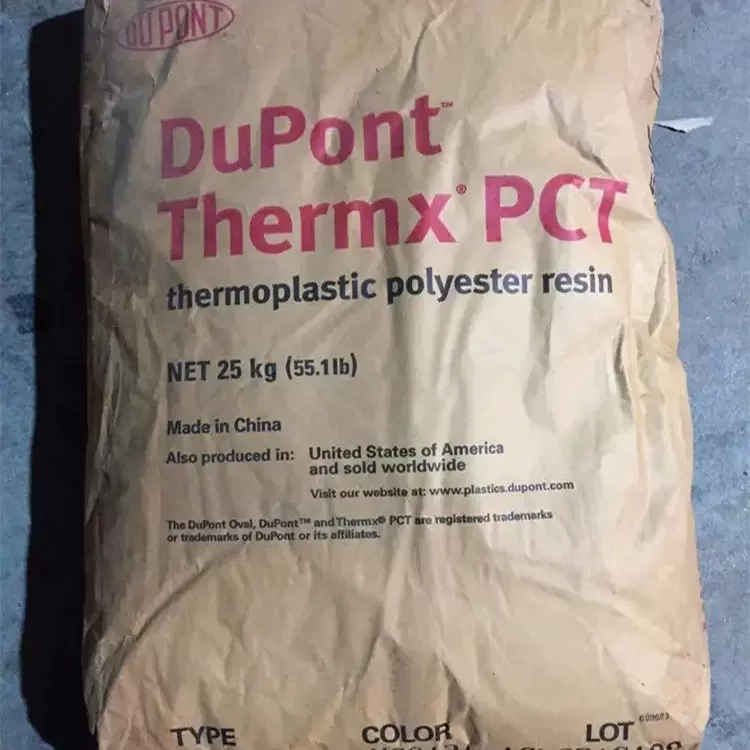 DU PONT®
DuPont™
Thermx® PCT
thermoplastic polyester resin
NET 25 kg (55.1lb)
Made in China
Also produced in: United States of America
and sold worldwide
Visit our website at: www.plastics.dupont.com
The DuPont Oval, DuPont™ and Thermx® PCT are registered trademarks
or trademarks of DuPont or its affiliates.
TYPE COLOR LOT